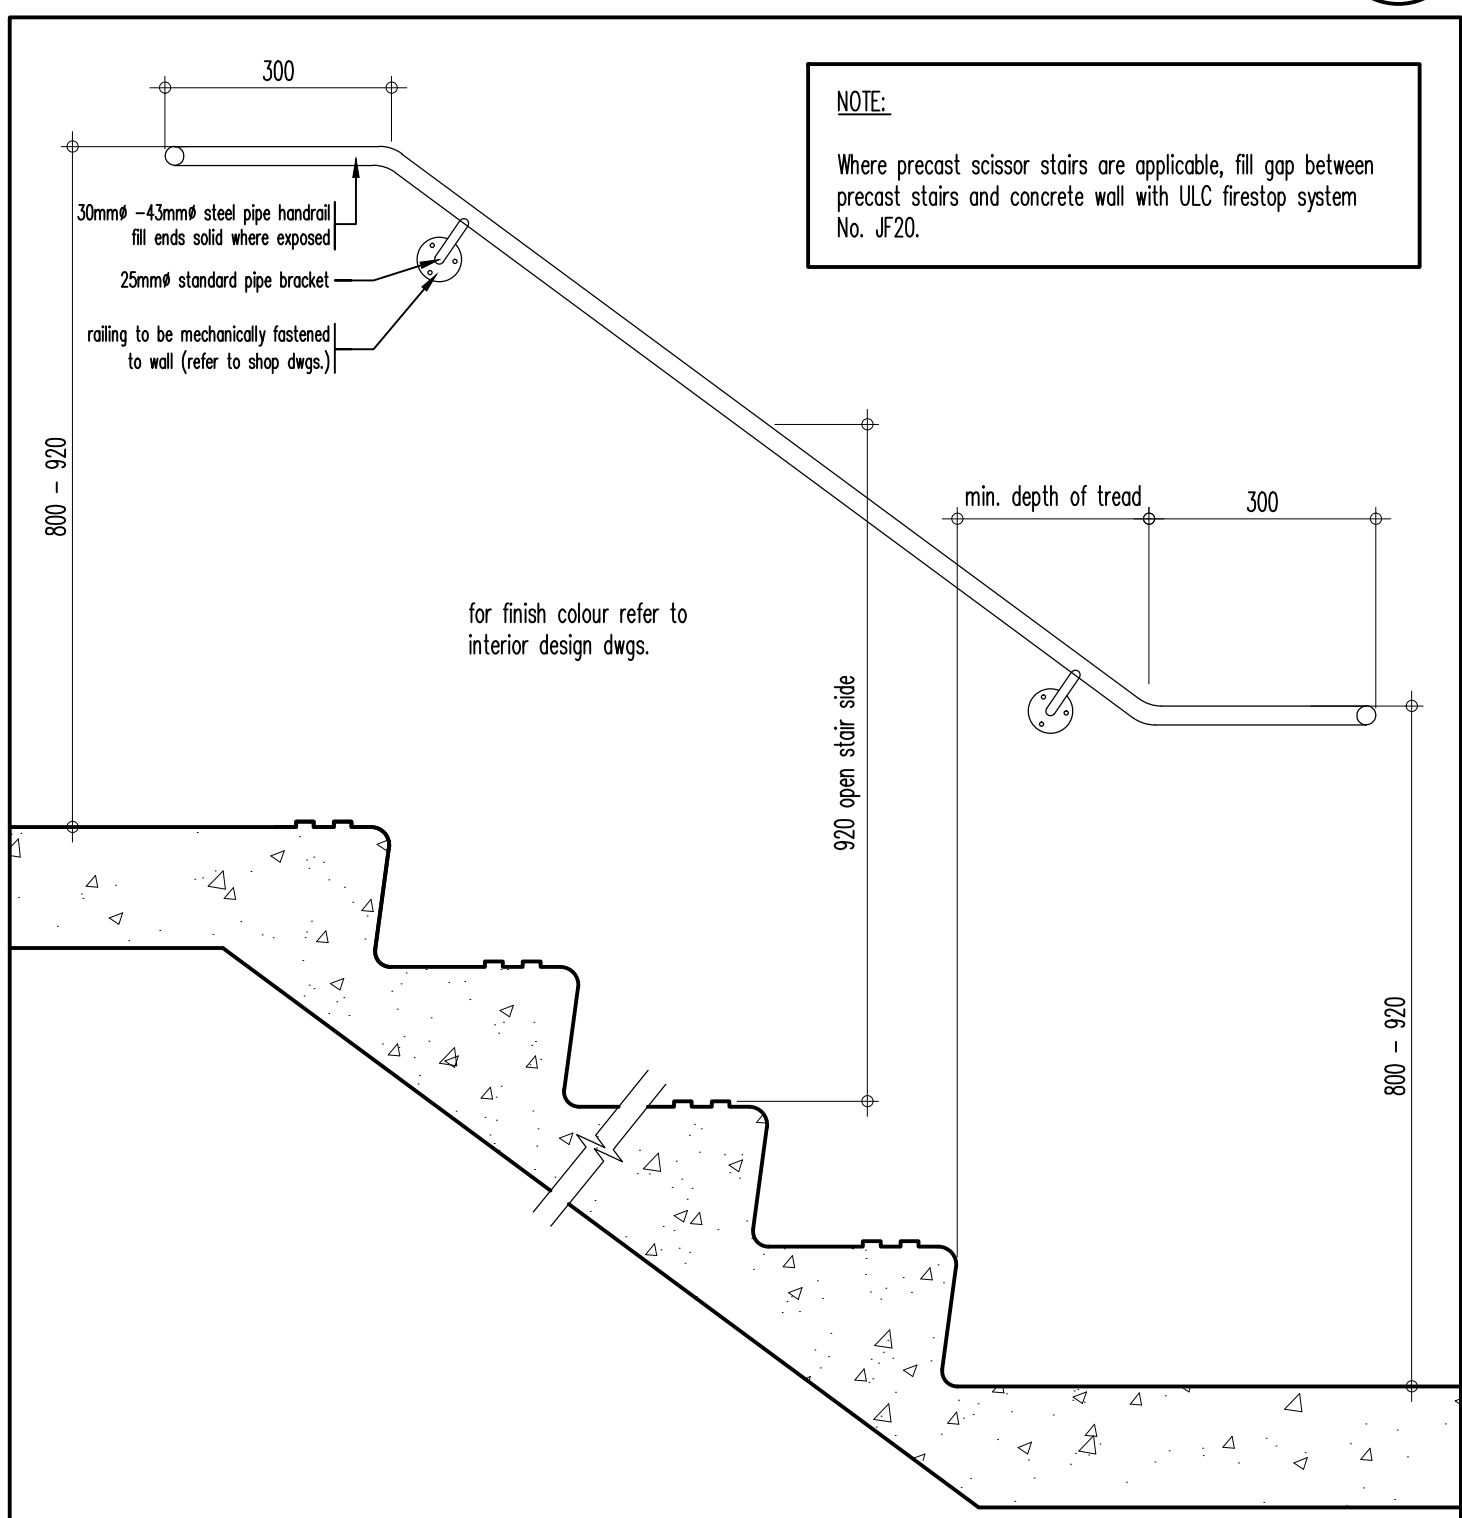 300
NOTE:
Where precast scissor stairs are applicable, fill gap between
precast stairs and concrete wall with ULC firestop system
No. JF20.
30mmø -43mmø steel pipe handrail
fill ends solid where exposed
25mmø standard pipe bracket
railing to be mechanically fastened
to wall (refer to shop dwgs.)
800 - 920
min. depth of tread
300
for finish colour refer to
interior design dwgs.
920 open stair side
800 - 920